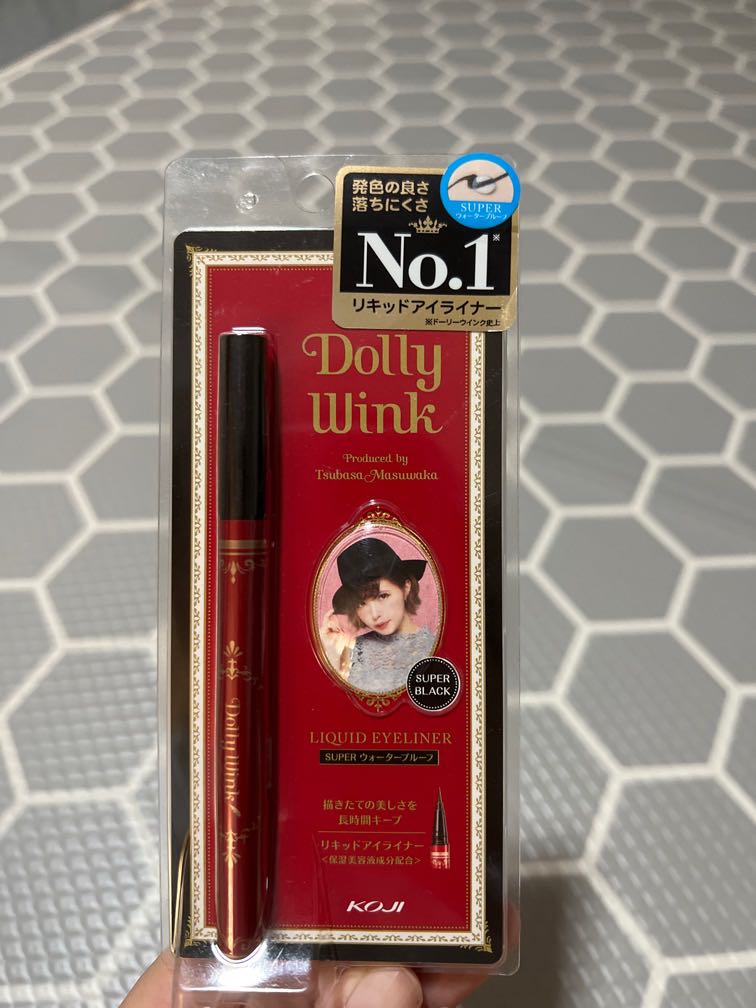 発色の良さ
落ちにくさ
No.1※
リキッドアイライナー
※ドーリーウインク史上
SUPER
ウォータープルーフ
Dolly
Wink
Produced by
Tsubasa Masuwaka
SUPER
BLACK
LIQUID EYELINER
SUPER ウォータープルーフ
描きたての美しさを
長時間キープ
リキッドアイライナー
<保湿美容液成分配合>
KOJI
Dolly Wink